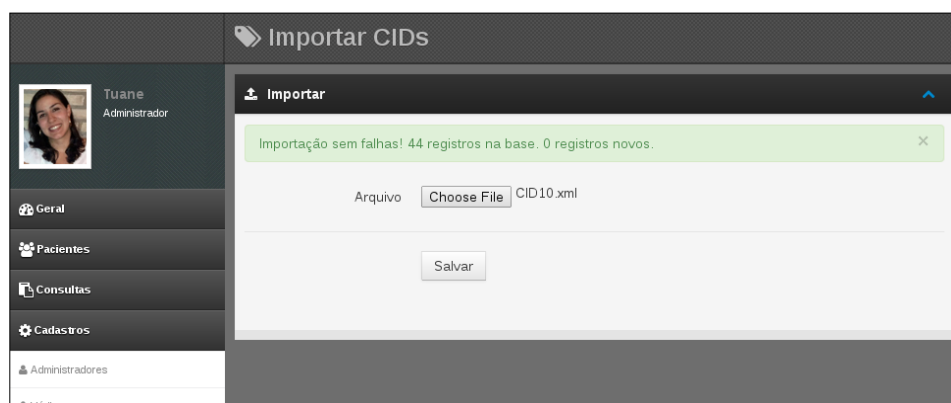 Importar CIDs
Tuane
Administrador
Importar
Importação sem falhas! 44 registros na base. 0 registros novos.
×
Arquivo Choose File CID10.xml
Salvar
Geral
Pacientes
Consultas
Cadastros
Administradores